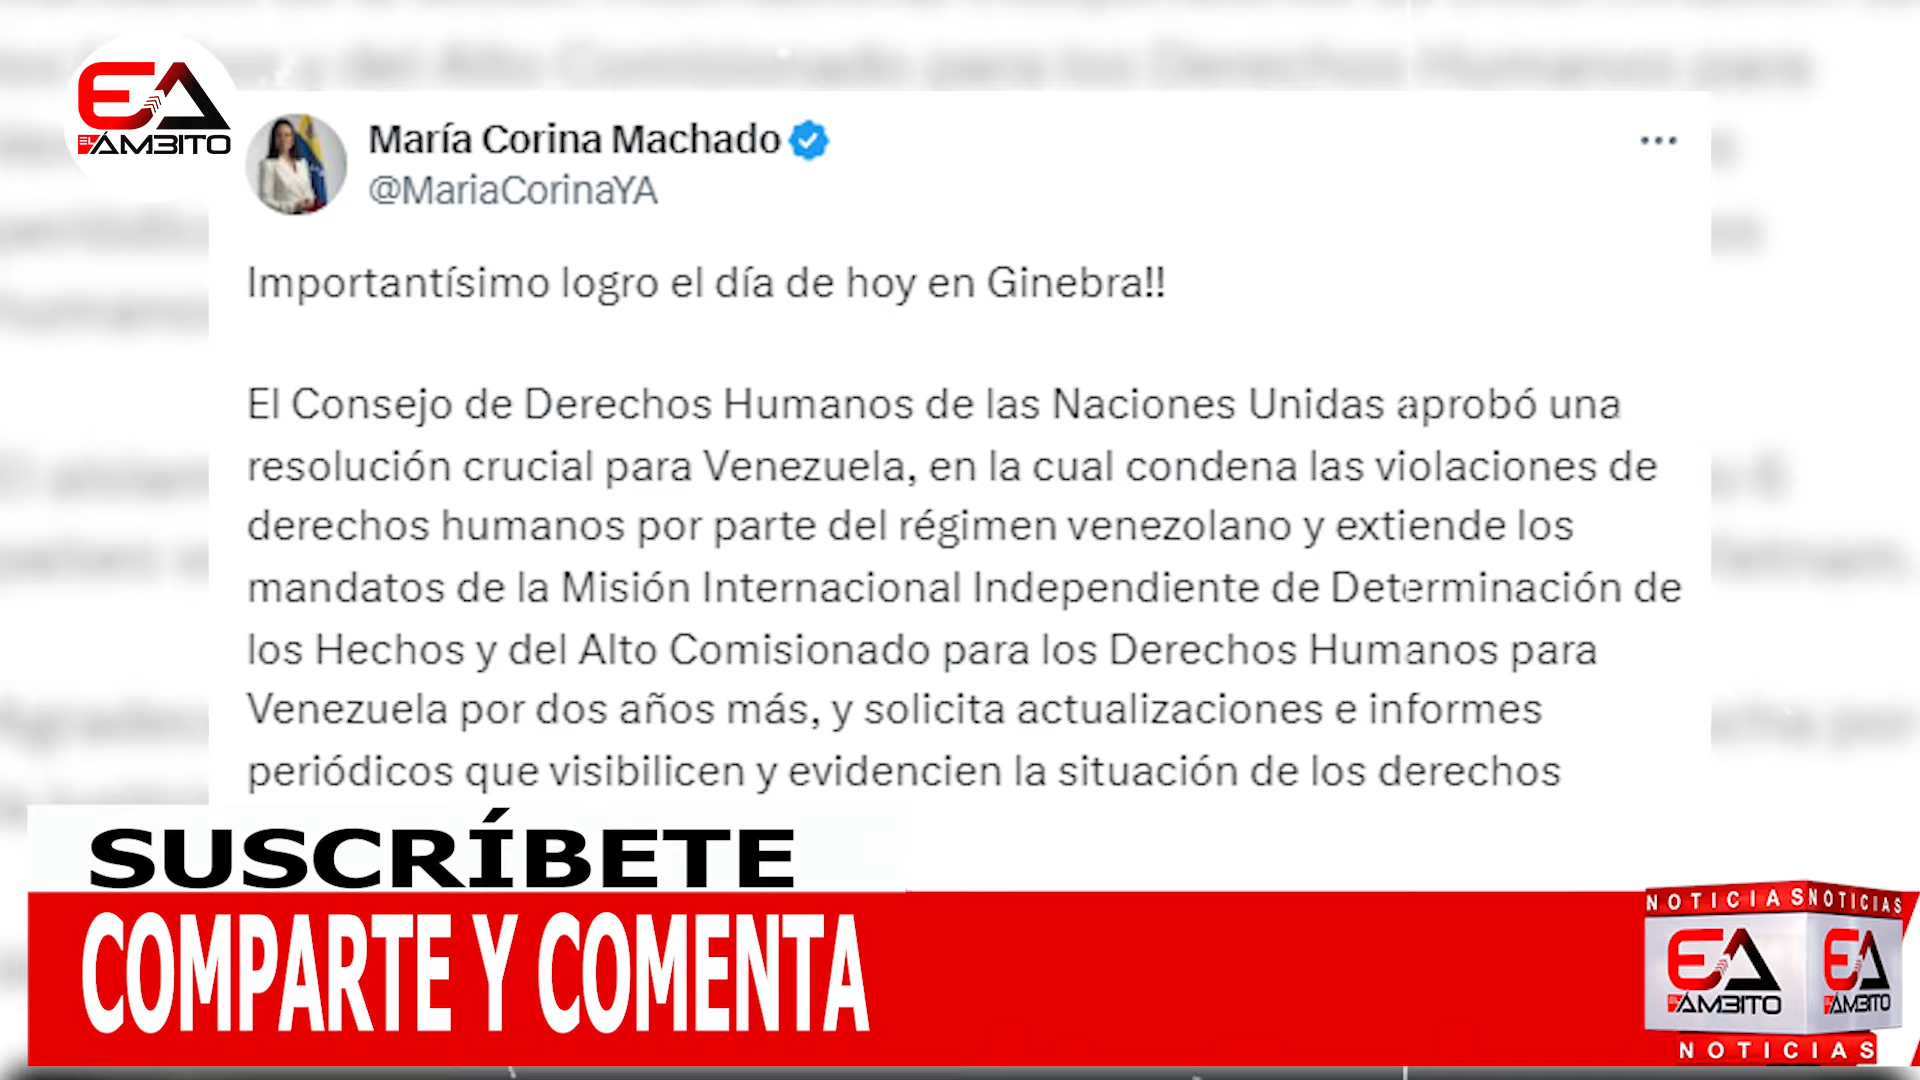 EA
EL ÁMBITO
María Corina Machado
@MariaCorinaYA
Importantísimo logro el día de hoy en Ginebra!!
El Consejo de Derechos Humanos de las Naciones Unidas aprobó una
resolución crucial para Venezuela, en la cual condena las violaciones de
derechos humanos por parte del régimen venezolano y extiende los
mandatos de la Misión Internacional Independiente de Determinación de
los Hechos y del Alto Comisionado para los Derechos Humanos para
Venezuela por dos años más, y solicita actualizaciones e informes
periódicos que visibilicen y evidencien la situación de los derechos
SUSCRÍBETE
COMPARTE Y COMENTA
NOTICIAS NOTICIAS
EA EA
EL ÁMBITO EL ÁMBITO
NOTICIAS